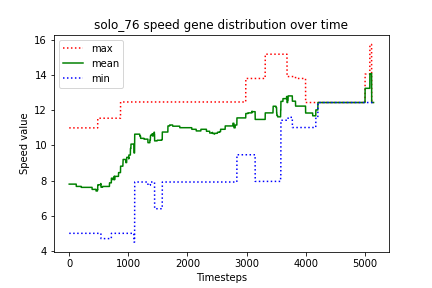 solo_76 speed gene distribution over time
max
mean
min
Speed value
16
14
12
10
8
6
4
0
1000
2000
3000
4000
5000
Timesteps